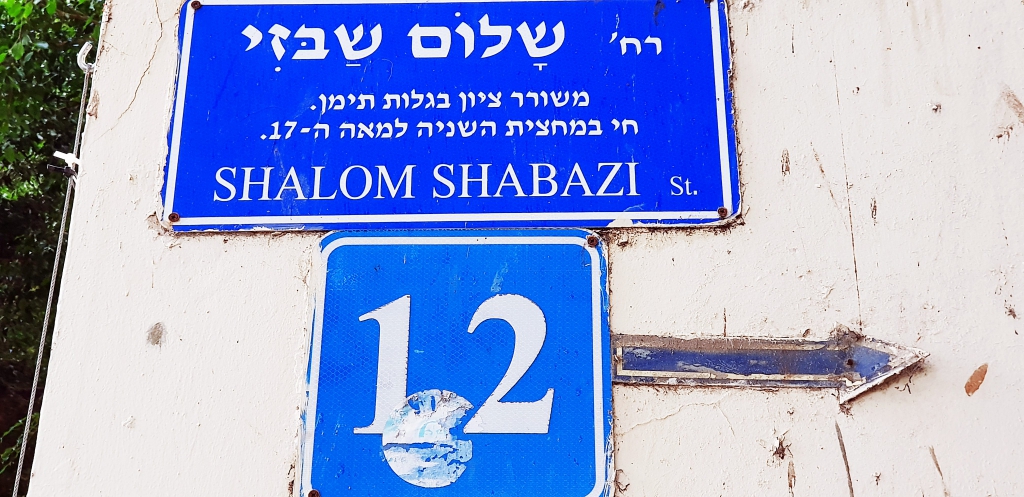 רח' שָׁלוֹם שַׁבַּזִי
משורר ציון בגלות תימן.
חי במחצית השניה למאה ה-17.
SHALOM SHABAZI St.
12